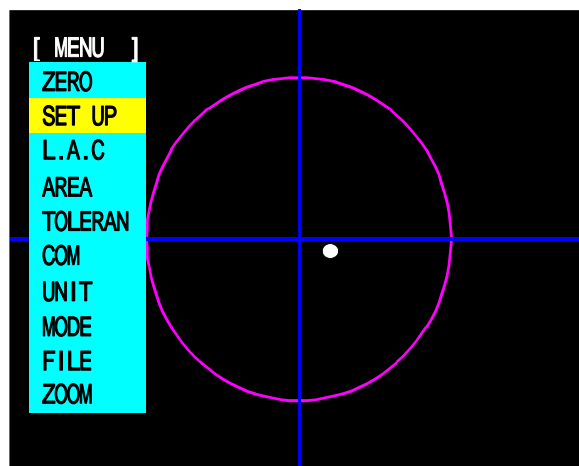 [ MENU ]
ZERO
SET UP
L.A.C
AREA
TOLERAN
COM
UNIT
MODE
FILE
ZOOM